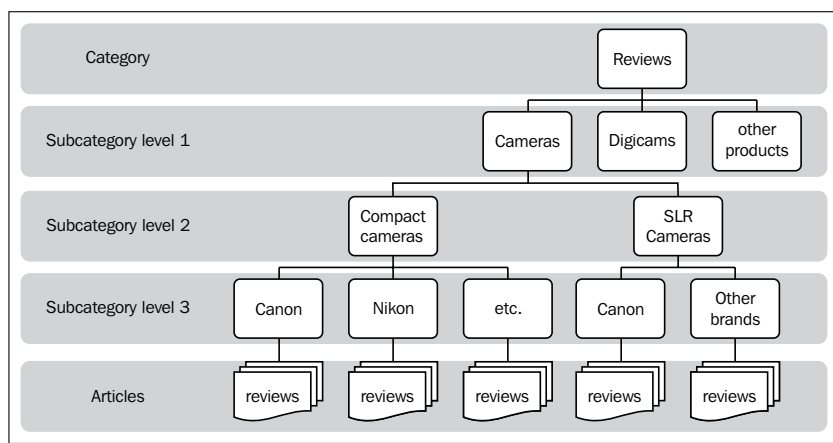 Category
Reviews
Subcategory level 1
Cameras
Digicams
other
products
Subcategory level 2
Compact
cameras
SLR
Cameras
Subcategory level 3
Canon
Nikon
etc.
Canon
Other
brands
Articles
reviews
reviews
reviews
reviews
reviews